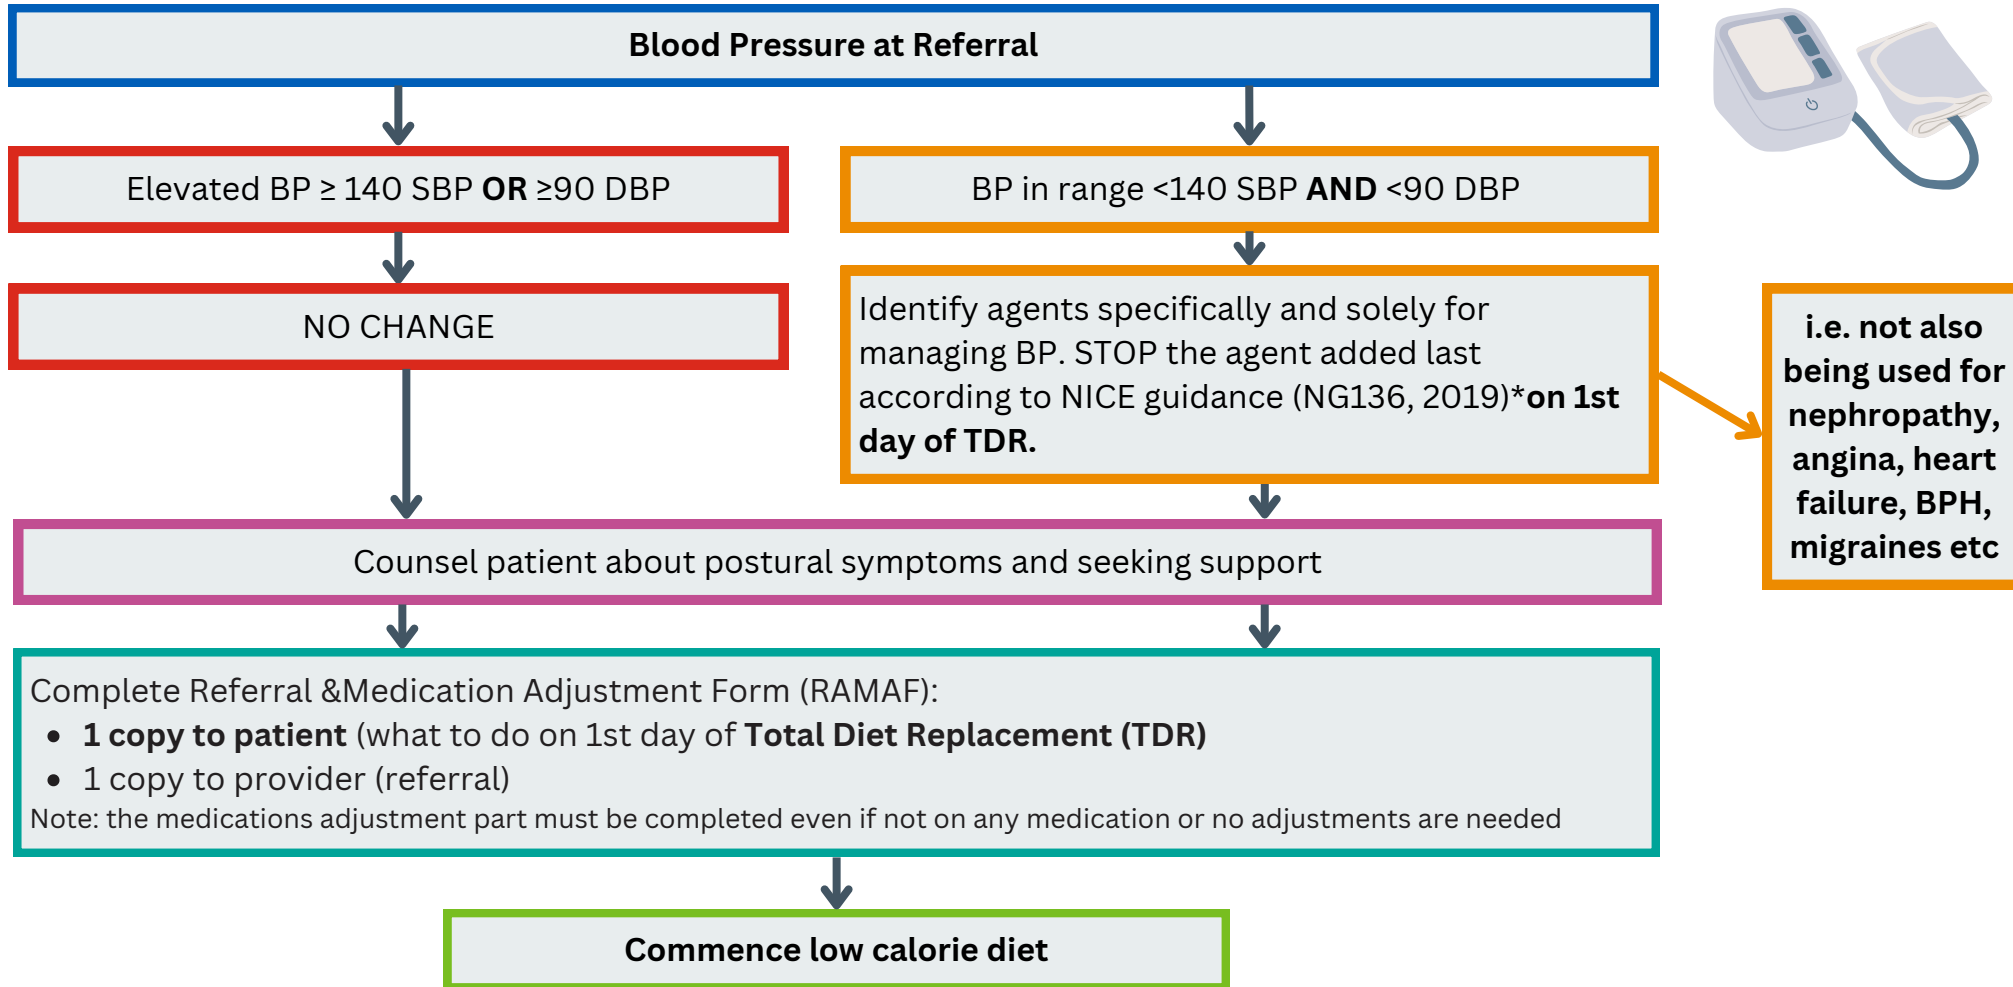 Blood Pressure at Referral
Elevated BP ≥ 140 SBP OR ≥90 DBP
BP in range <140 SBP AND <90 DBP
NO CHANGE
Identify agents specifically and solely for
managing BP. STOP the agent added last
according to NICE guidance (NG136, 2019)*on 1st
day of TDR.
i.e. not also
being used for
nephropathy,
angina, heart
failure, BPH,
migraines etc
Counsel patient about postural symptoms and seeking support
Complete Referral &Medication Adjustment Form (RAMAF):
• 1 copy to patient (what to do on 1st day of Total Diet Replacement (TDR)
• 1 copy to provider (referral)
Note: the medications adjustment part must be completed even if not on any medication or no adjustments are needed
Commence low calorie diet